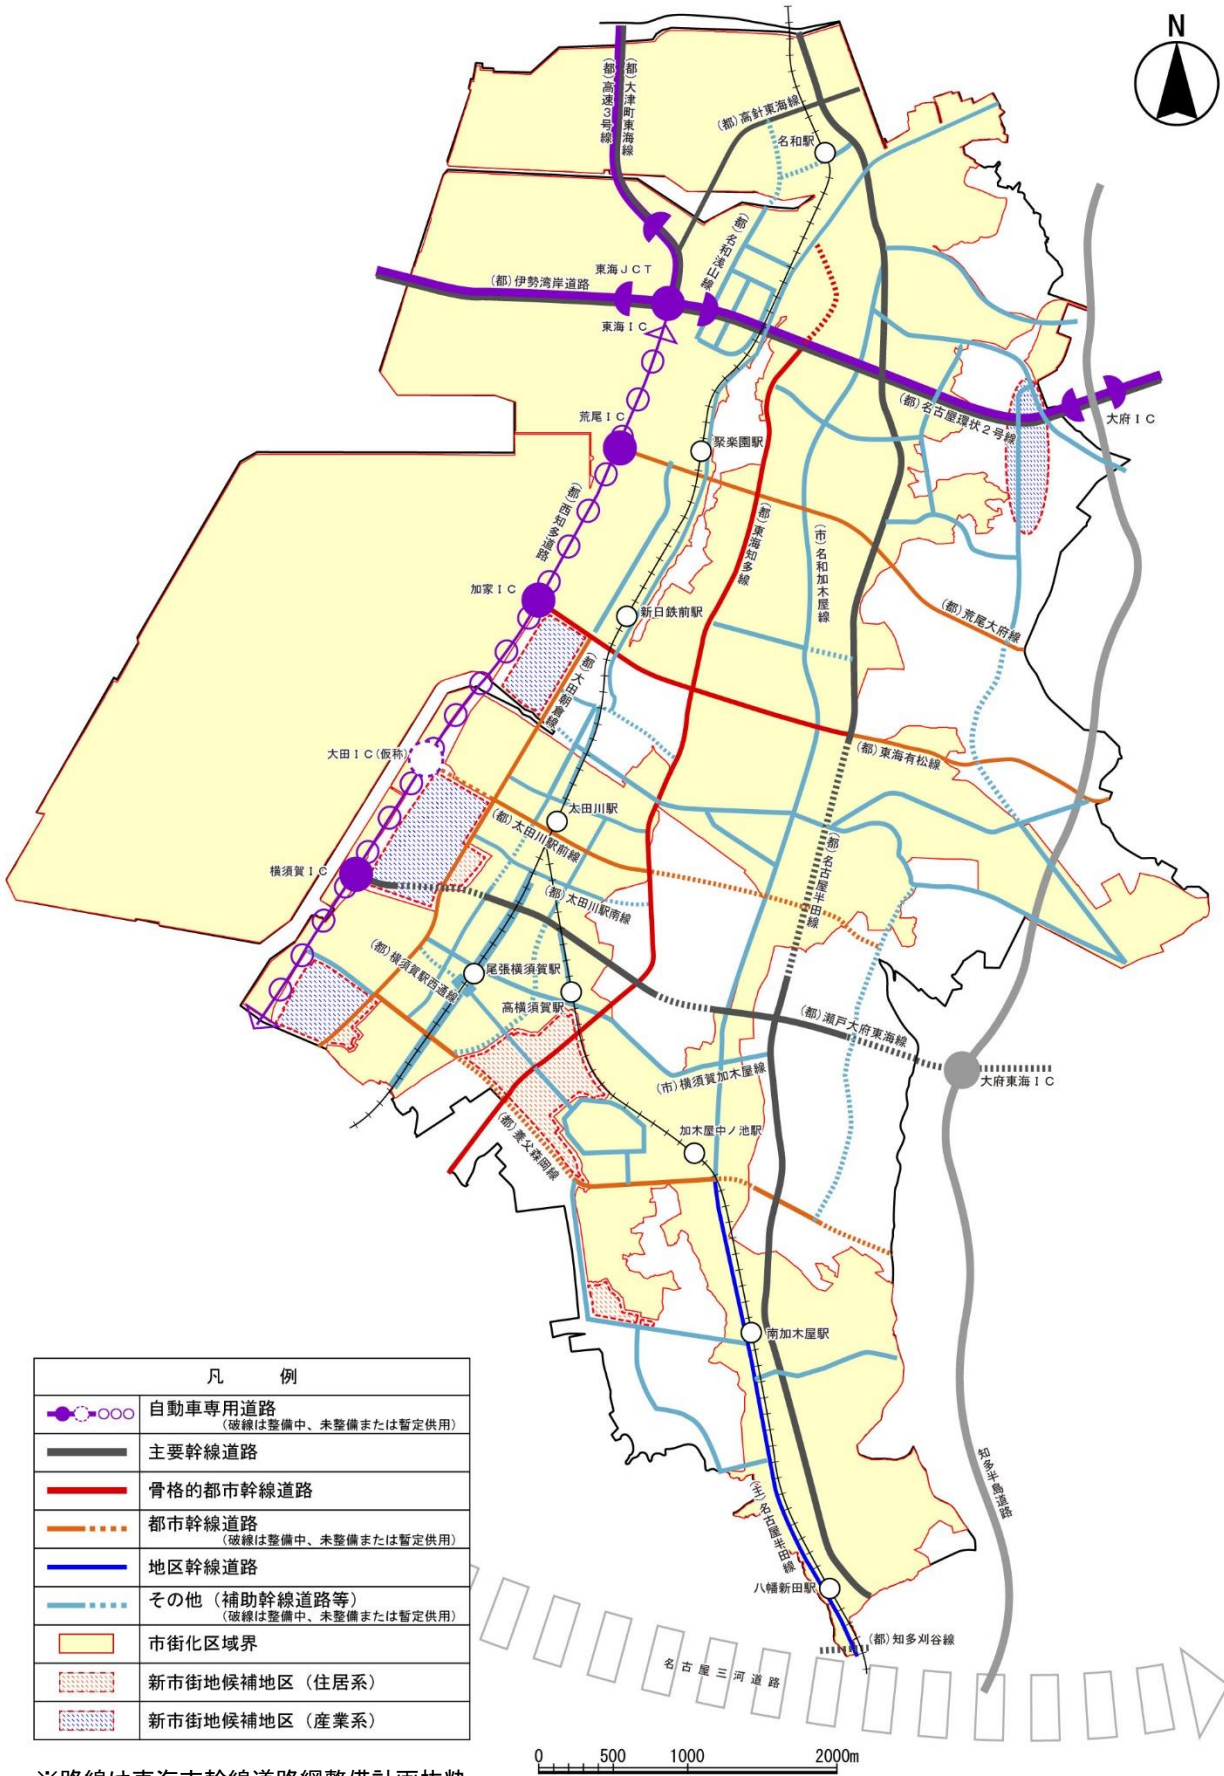 N
(都)大津町東海線
(都)高速3号線
(都)高針東海線
名和駅
(都)名和浅山線
東海JCT
(都)伊勢湾岸道路
東海IC
(都)名古屋環状2号線
大府IC
荒尾IC
聚楽園駅
(都)西知多道路
(都)東海知多線
(市)名和加木屋線
加家IC
新日鉄前駅
(都)荒尾大府線
(都)大田朝倉線
大田IC(仮称)
(都)東海有松線
太田川駅
(都)太田川駅前線
(都)名古屋半田線
横須賀IC
(都)太田川駅南線
(都)横須賀駅西通線
尾張横須賀駅
高横須賀駅
(都)瀬戸大府東海線
(市)横須賀加木屋線
大府東海IC
加木屋中ノ池駅
(都)養父森岡線
南加木屋駅
知多半島道路
(主)名古屋半田線
八幡新田駅
(都)知多刈谷線
名古屋三河道路
凡 例
自動車専用道路
(破線は整備中、未整備または暫定供用)
主要幹線道路
骨格的都市幹線道路
都市幹線道路
(破線は整備中、未整備または暫定供用)
地区幹線道路
その他(補助幹線道路等)
(破線は整備中、未整備または暫定供用)
市街化区域界
新市街地候補地区(住居系)
新市街地候補地区(産業系)
0 500 1000 2000m
※路線は東海市幹線道路網整備計画抜粋